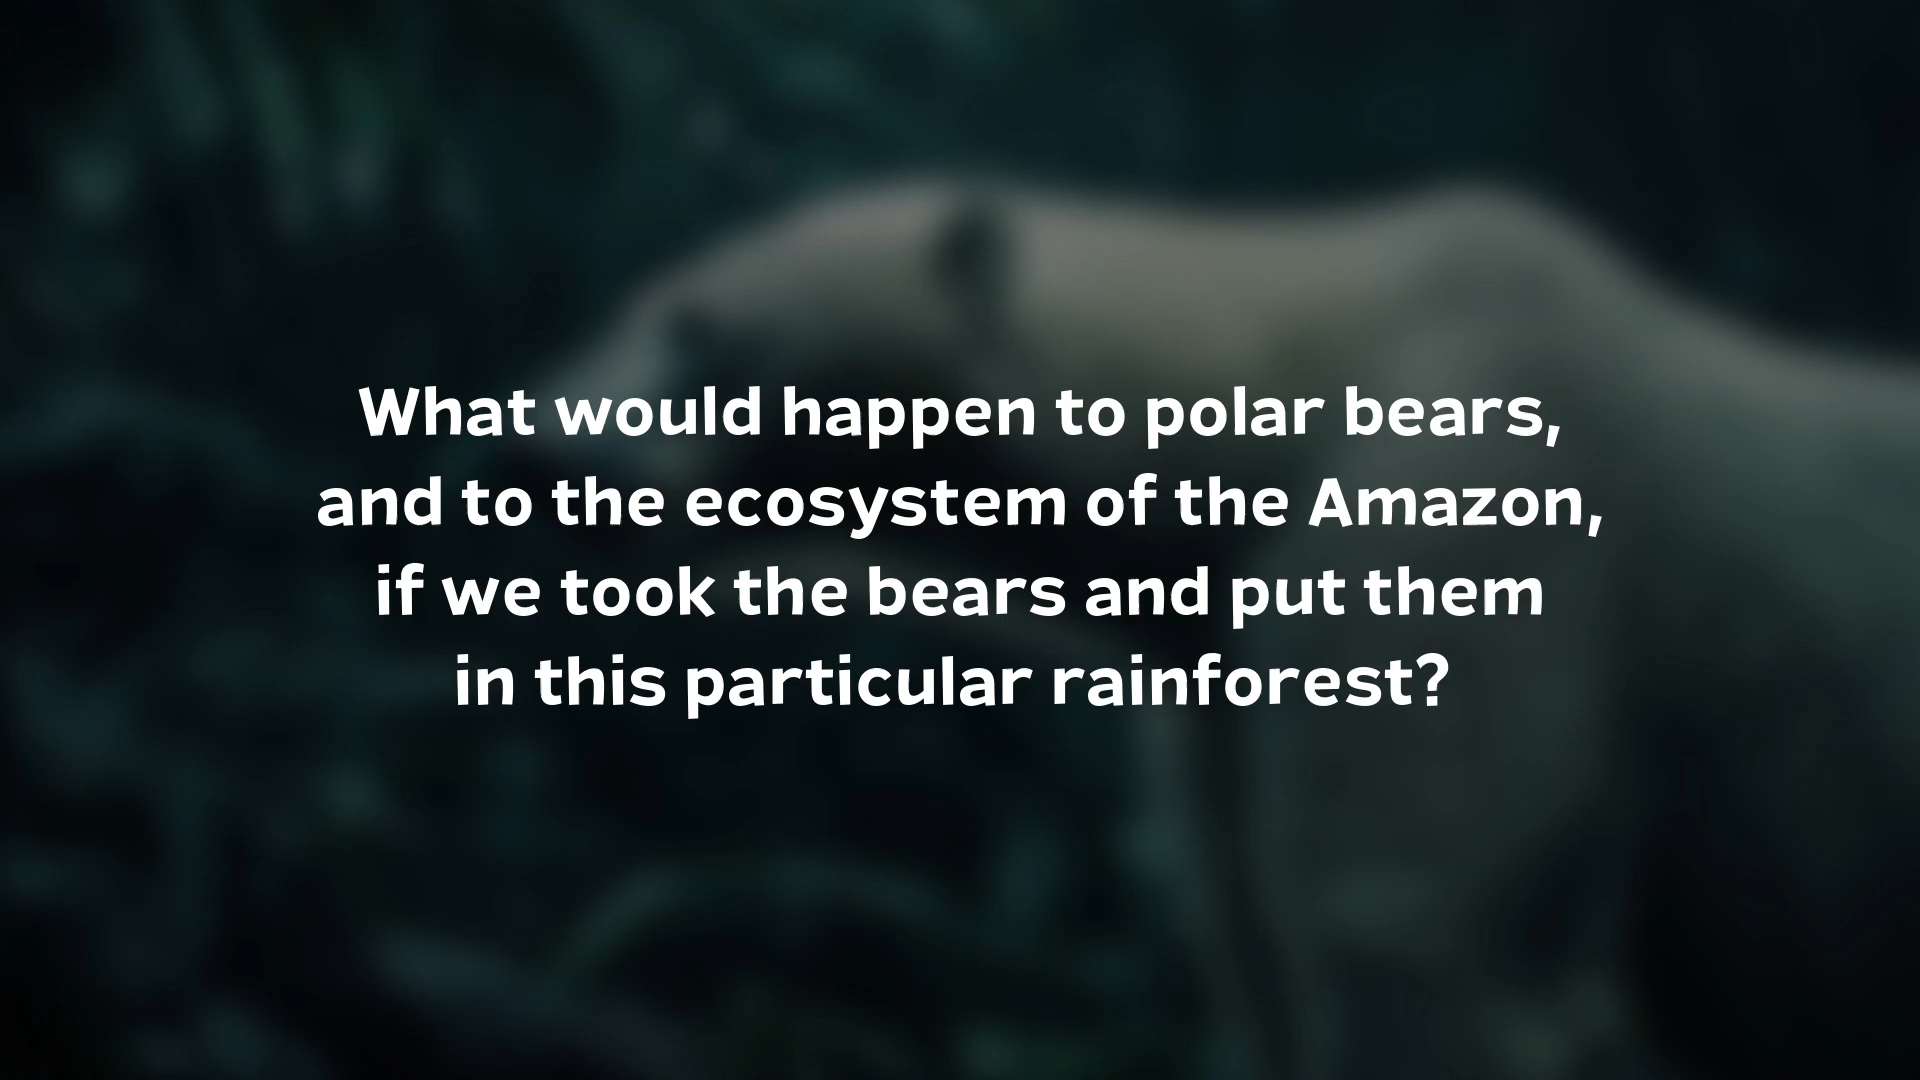 What would happen to polar bears,
and to the ecosystem of the Amazon,
if we took the bears and put them
in this particular rainforest?